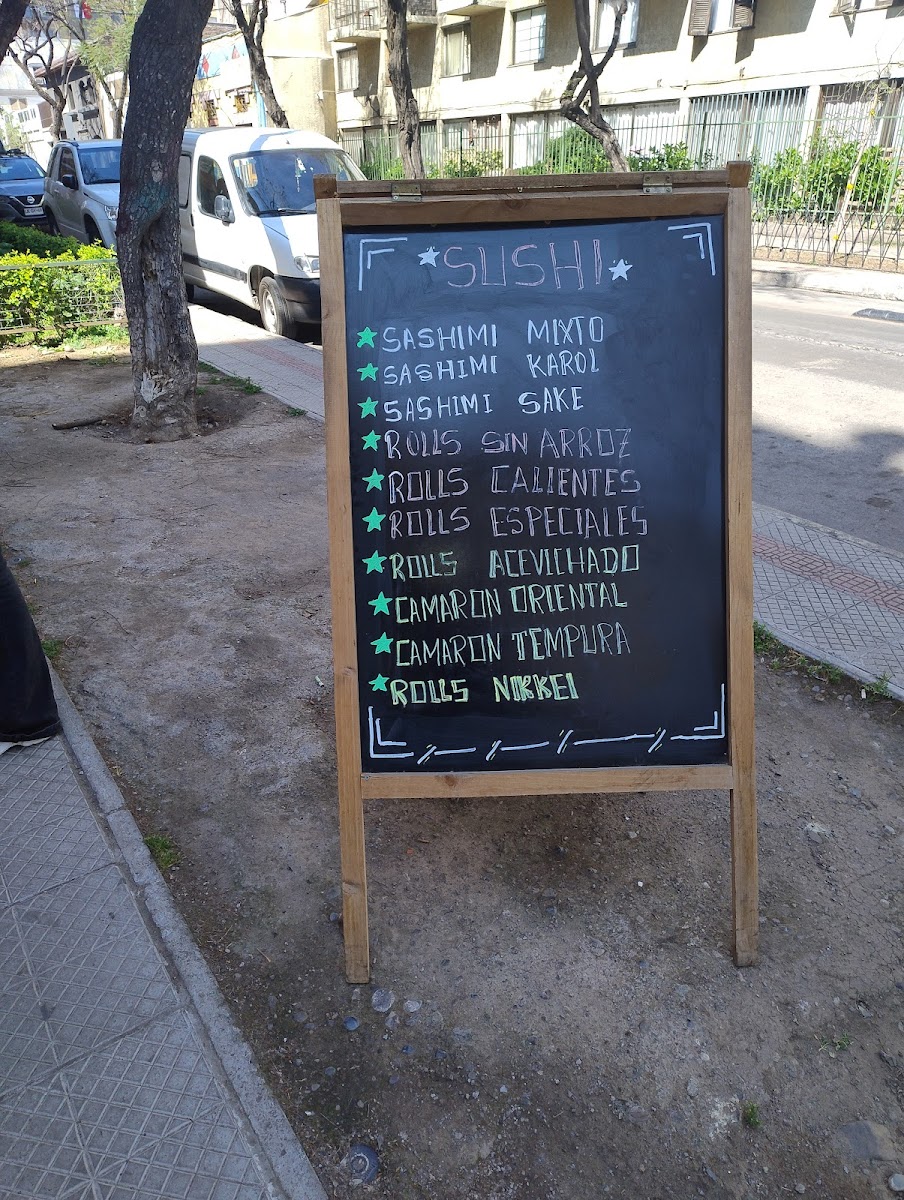 SUSHI
SASHIMI MIXTO
SASHIMI KAROL
SASHIMI SAKE
ROLLS SIN ARROZ
ROLLS CALIENTES
ROLLS ESPECIALES
ROLLS ACEVICHADO
CAMARON ORIENTAL
CAMARON TEMPURA
ROLLS NIKKEI